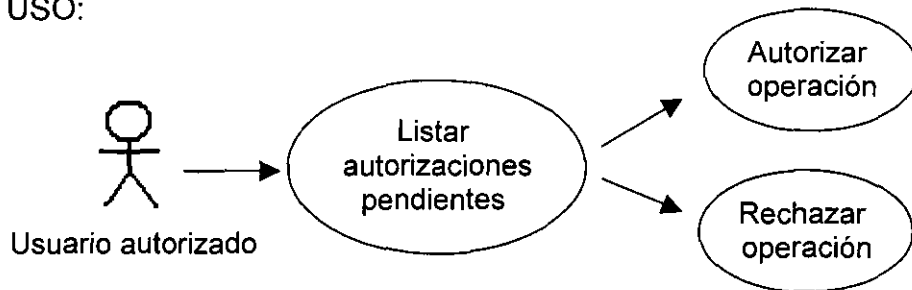 USO:
Autorizar
operación
Listar
autorizaciones
pendientes
Usuario autorizado
Rechazar
operación